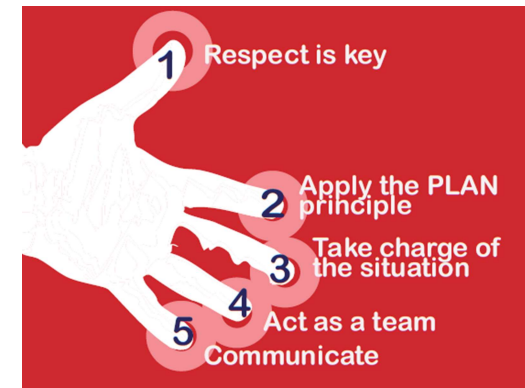 1 Respect is key
2 Apply the PLAN
principle
3 Take charge of
the situation
4 Act as a team
5 Communicate